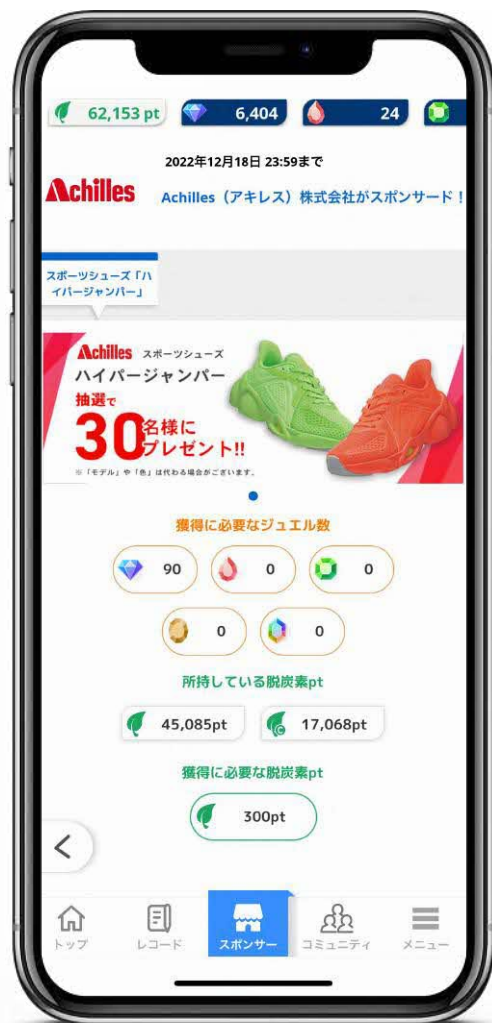 62,153 pt 6,404 24
2022年12月18日 23:59まで
Achilles Achilles（アキレス）株式会社がスポンサード！
スポーツシューズ「ハ
イパージャンパー」
Achilles スポーツシューズ
ハイパージャンパー
抽選で
30名様に
プレゼント!!
※「モデル」や「色」は代わる場合がございます。
獲得に必要なジュエル数
90 0 0
0 0
所持している脱炭素pt
45,085pt 17,068pt
獲得に必要な脱炭素pt
300pt
トップ レコード スポンサー コミュニティ メニュー